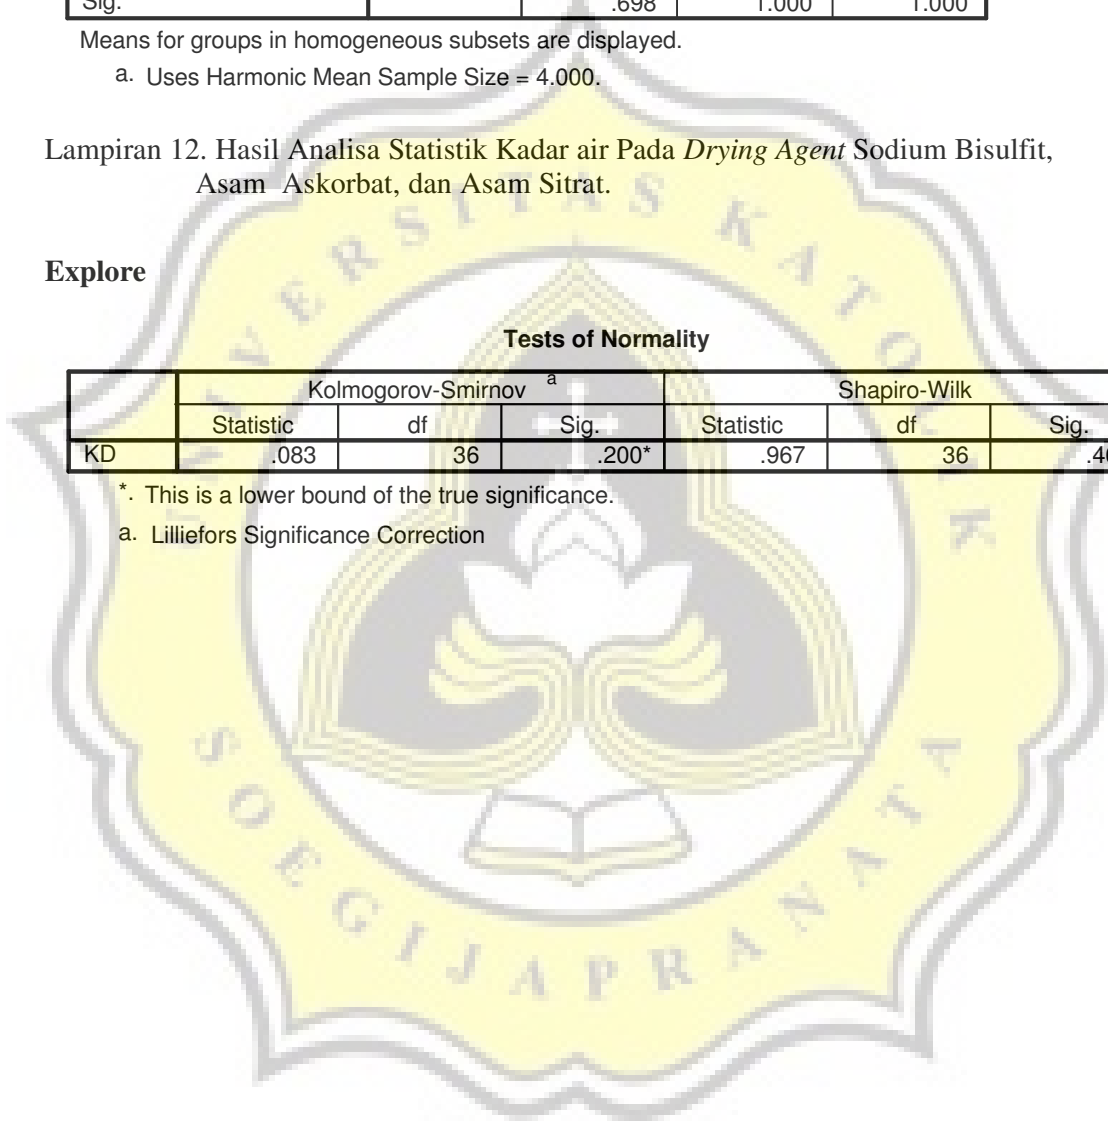 Sig. .698 1.000 1.000
Means for groups in homogeneous subsets are displayed.
a. Uses Harmonic Mean Sample Size = 4.000.
Lampiran 12. Hasil Analisa Statistik Kadar air Pada Drying Agent Sodium Bisulfit,
Asam Askorbat, dan Asam Sitrat.
Explore
Tests of Normality
Kolmogorov-Smirnov a Shapiro-Wilk
Statistic df Sig. Statistic df Sig.
KD .083 36 .200* .967 36
*. This is a lower bound of the true significance.
a. Lilliefors Significance Correction
UNIVERSITAS KATOLIK
SOEGIJAPRANATA